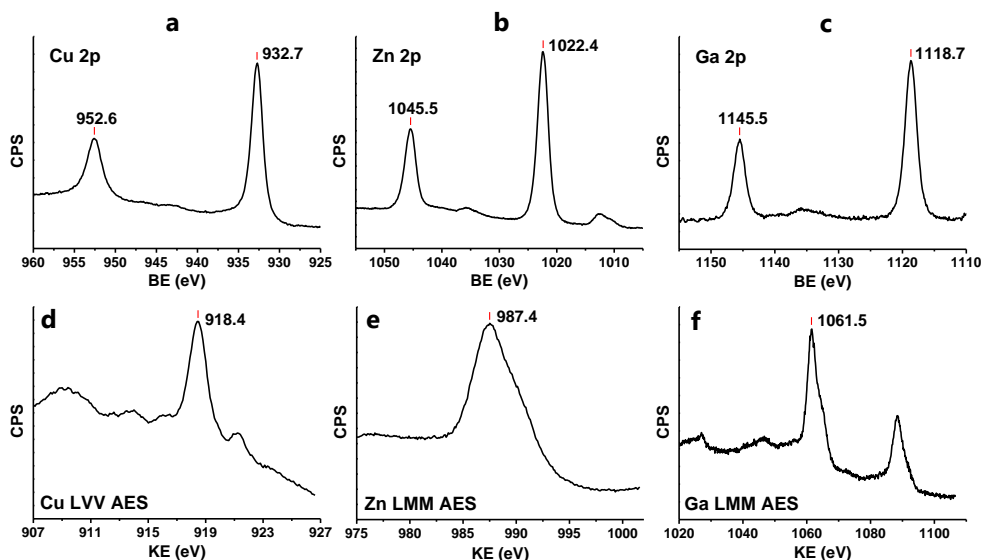 a
b
c
Cu 2p
932.7
952.6
CPS
960 955 950 945 940 935 930 925
BE (eV)
Zn 2p
1022.4
1045.5
CPS
1050 1040 1030 1020 1010
BE (eV)
Ga 2p
1118.7
1145.5
CPS
1150 1140 1130 1120 1110
BE (eV)
d
918.4
CPS
Cu LVV AES
907 911 915 919 923 927
KE (eV)
e
987.4
CPS
Zn LMM AES
975 980 985 990 995 1000
KE (eV)
f
1061.5
CPS
Ga LMM AES
1020 1040 1060 1080 1100
KE (eV)